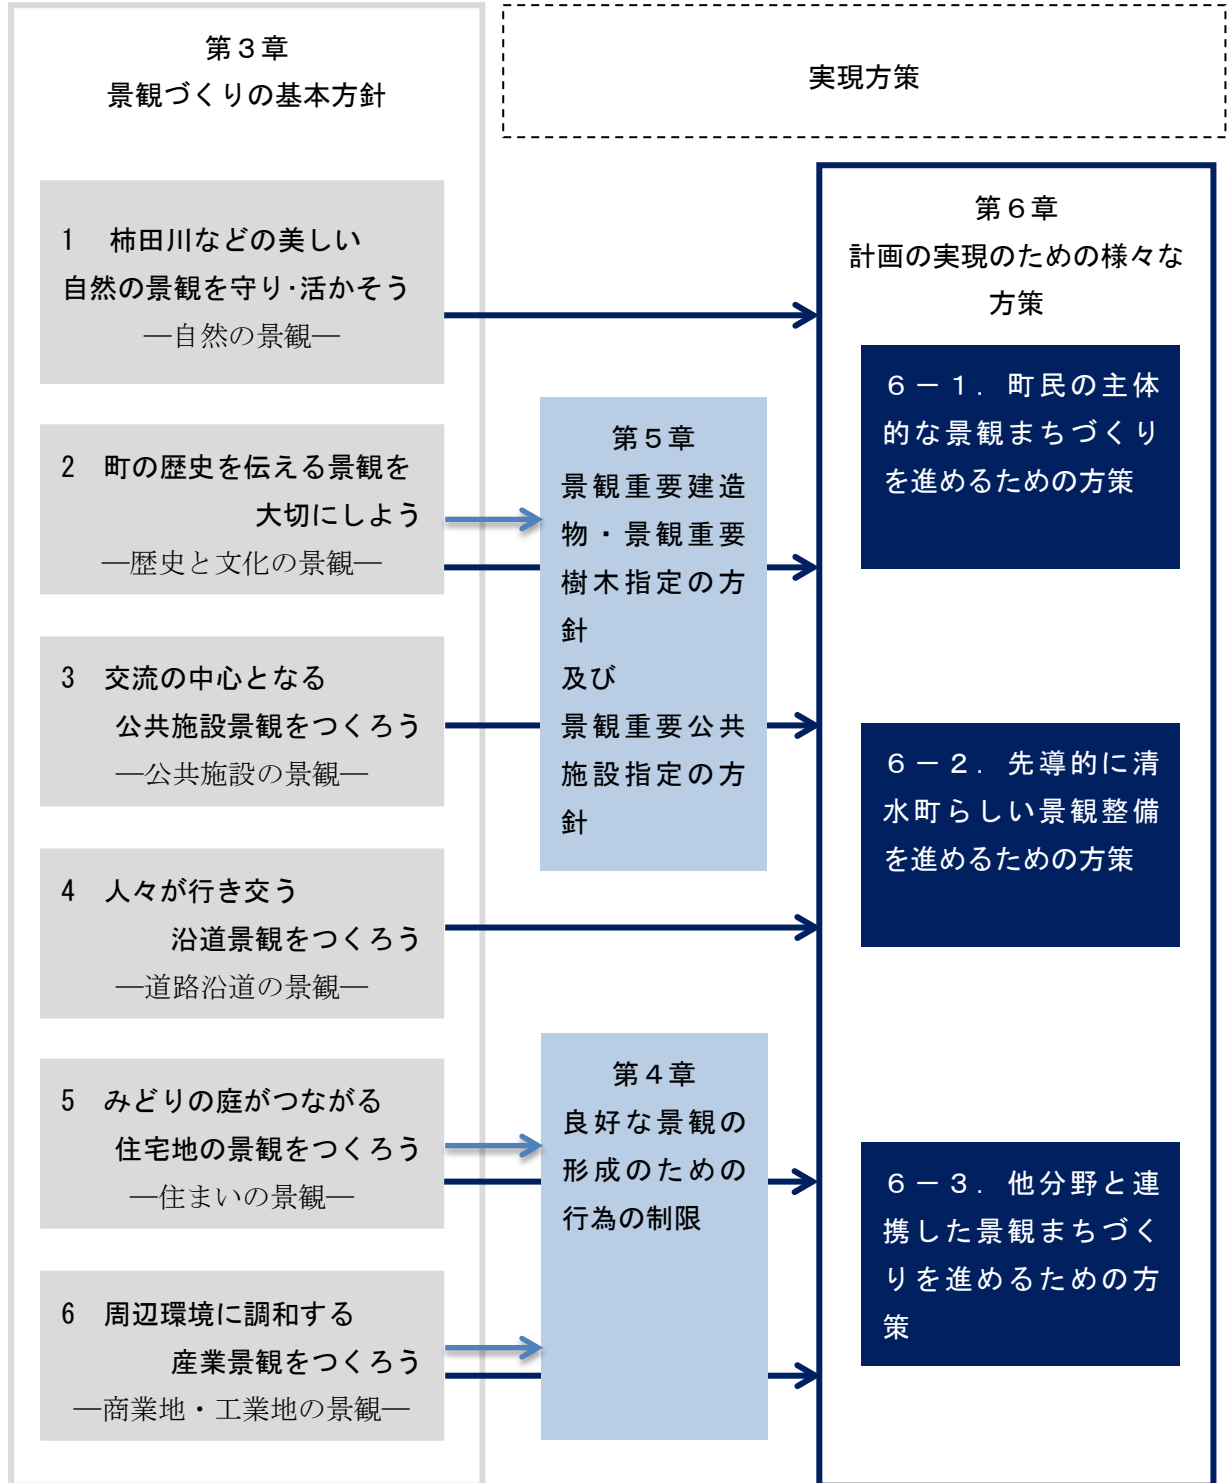 第３章
景観づくりの基本方針
実現方策
1 柿田川などの美しい
自然の景観を守り・活かそう
―自然の景観―
2 町の歴史を伝える景観を
大切にしよう
―歴史と文化の景観―
3 交流の中心となる
公共施設景観をつくろう
―公共施設の景観―
4 人々が行き交う
沿道景観をつくろう
―道路沿道の景観―
5 みどりの庭がつながる
住宅地の景観をつくろう
―住まいの景観―
6 周辺環境に調和する
産業景観をつくろう
―商業地・工業地の景観―
第５章
景観重要建造
物・景観重要
樹木指定の方
針
及び
景観重要公共
施設指定の方
針
第４章
良好な景観の
形成のための
行為の制限
第６章
計画の実現のための様々な
方策
６－１．町民の主体
的な景観まちづくり
を進めるための方策
６－２．先導的に清
水町らしい景観整備
を進めるための方策
６－３．他分野と連
携した景観まちづく
りを進めるための方
策